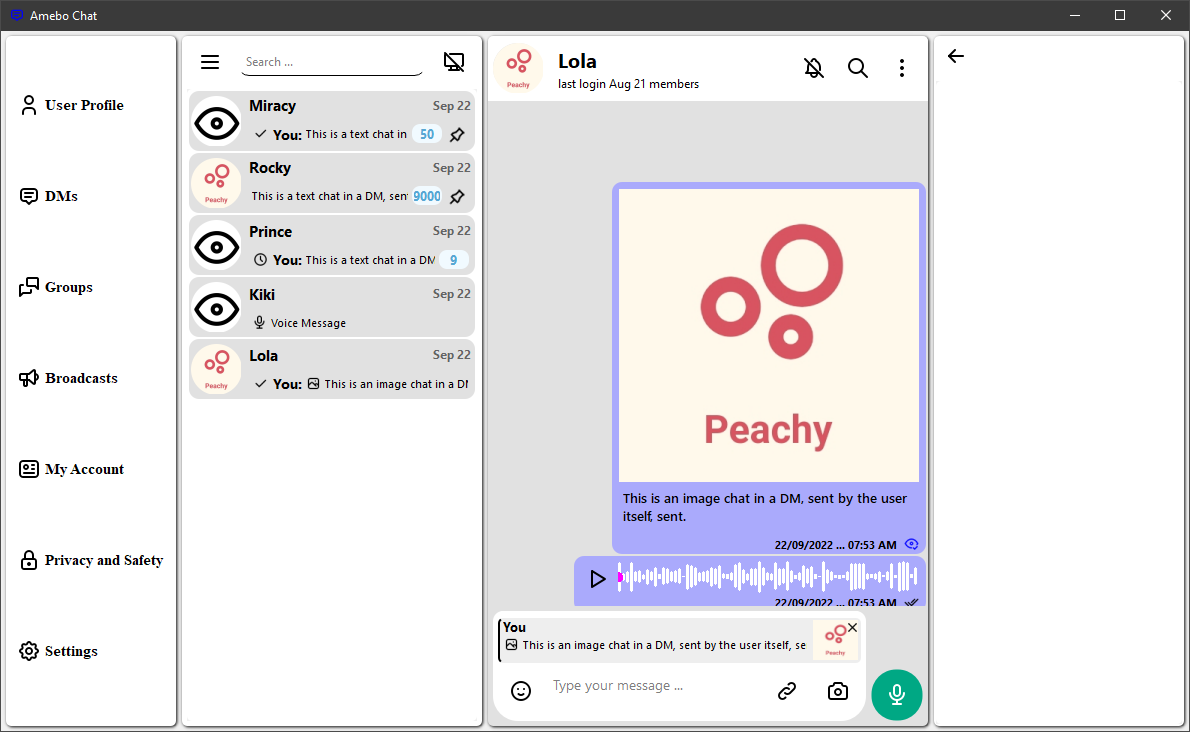 Amebo Chat
User Profile
DMs
Groups
Broadcasts
My Account
Privacy and Safety
Settings
Search ...
Miracy
Sep 22
You: This is a text chat in
50
Rocky
Sep 22
This is a text chat in a DM, sen
9000
Prince
Sep 22
You: This is a text chat in a DM
9
Kiki
Sep 22
Voice Message
Peachy
Lola
Sep 22
You: This is an image chat in a DM
Peachy
Peachy
Lola
last login Aug 21 members
Peachy
This is an image chat in a DM, sent by the user
itself, sent.
22/09/2022 ... 07:53 AM
22/09/2022 ... 07:53 AM
You
This is an image chat in a DM, sent by the user itself, se
Peachy
Type your message ...